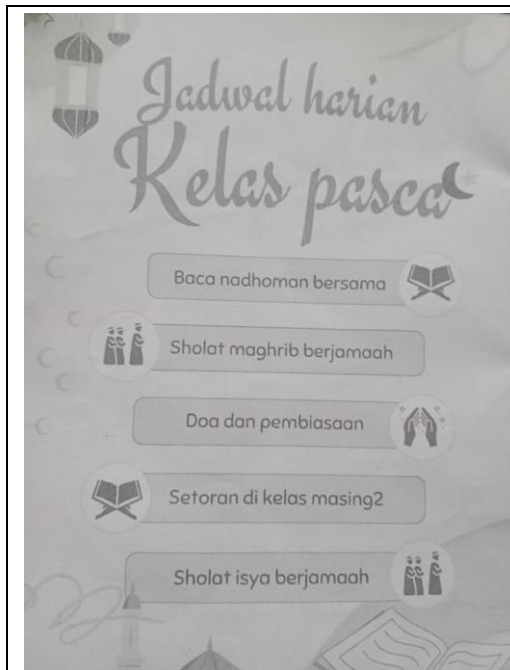 Jadwal harian
Kelas pasca
Baca nadhoman bersama
Sholat maghrib berjamaah
Doa dan pembiasaan
Setoran di kelas masing2
Sholat isya berjamaah